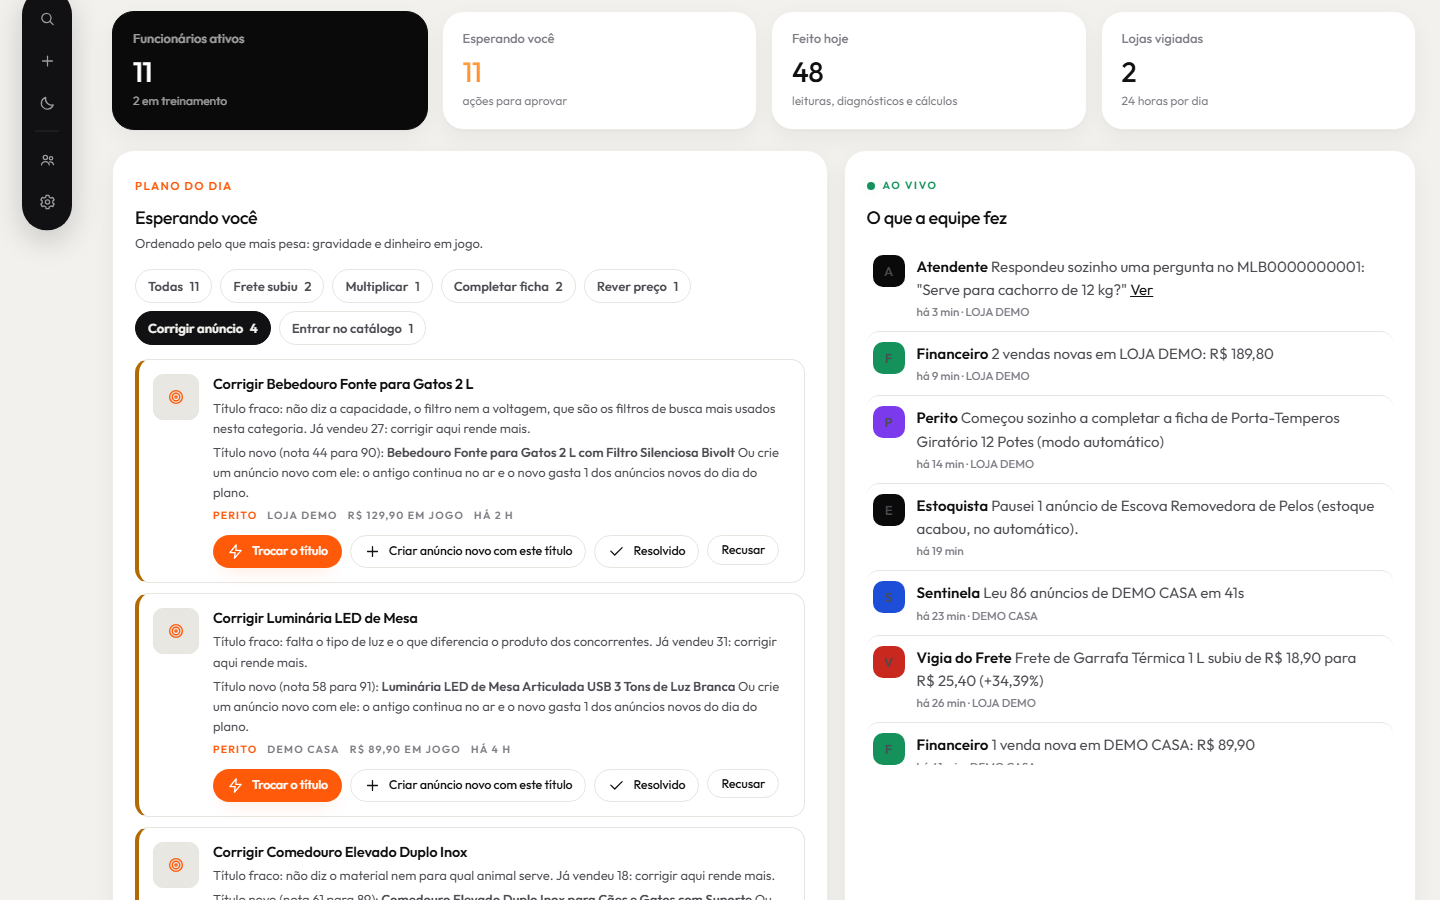 Funcionários ativos
11
2 em treinamento
Esperando você
11
ações para aprovar
Feito hoje
48
leituras, diagnósticos e cálculos
Lojas vigiadas
2
24 horas por dia
PLANO DO DIA
Esperando você
Ordenado pelo que mais pesa: gravidade e dinheiro em jogo.
Todas 11
Frete subiu 2
Multiplicar 1
Completar ficha 2
Rever preço 1
Corrigir anúncio 4
Entrar no catálogo 1
Corrigir Bebedouro Fonte para Gatos 2 L
Título fraco: não diz a capacidade, o filtro nem a voltagem, que são os filtros de busca mais usados
nesta categoria. Já vendeu 27: corrigir aqui rende mais.
Título novo (nota 44 para 90): Bebedouro Fonte para Gatos 2 L com Filtro Silenciosa Bivolt Ou crie
um anúncio novo com ele: o antigo continua no ar e o novo gasta 1 dos anúncios novos do dia do
plano.
PERITO LOJA DEMO R$ 129,90 EM JOGO HÁ 2 H
Trocar o título
Criar anúncio novo com este título
Resolvido
Recusar
Corrigir Luminária LED de Mesa
Título fraco: falta o tipo de luz e o que diferencia o produto dos concorrentes. Já vendeu 31: corrigir
aqui rende mais.
Título novo (nota 58 para 91): Luminária LED de Mesa Articulada USB 3 Tons de Luz Branca Ou crie
um anúncio novo com ele: o antigo continua no ar e o novo gasta 1 dos anúncios novos do dia do
plano.
PERITO DEMO CASA R$ 89,90 EM JOGO HÁ 4 H
Trocar o título
Criar anúncio novo com este título
Resolvido
Recusar
Corrigir Comedouro Elevado Duplo Inox
Título fraco: não diz o material nem para qual animal serve. Já vendeu 18: corrigir aqui rende mais.
Título novo (nota 61 para 89): Comedouro Elevado Duplo Inox para Cães e Gatos com Suporte Ou
AO VIVO
O que a equipe fez
A
Atendente Respondeu sozinho uma pergunta no MLB0000000001:
"Serve para cachorro de 12 kg?" Ver
há 3 min · LOJA DEMO
F
Financeiro 2 vendas novas em LOJA DEMO: R$ 189,80
há 9 min · LOJA DEMO
P
Perito Começou sozinho a completar a ficha de Porta-Temperos
Giratório 12 Potes (modo automático)
há 14 min · LOJA DEMO
E
Estoquista Pausei 1 anúncio de Escova Removedora de Pelos (estoque
acabou, no automático).
há 19 min
S
Sentinela Leu 86 anúncios de DEMO CASA em 41s
há 23 min · DEMO CASA
V
Vigia do Frete Frete de Garrafa Térmica 1 L subiu de R$ 18,90 para
R$ 25,40 (+34,39%)
há 26 min · LOJA DEMO
F
Financeiro 1 venda nova em DEMO CASA: R$ 89,90